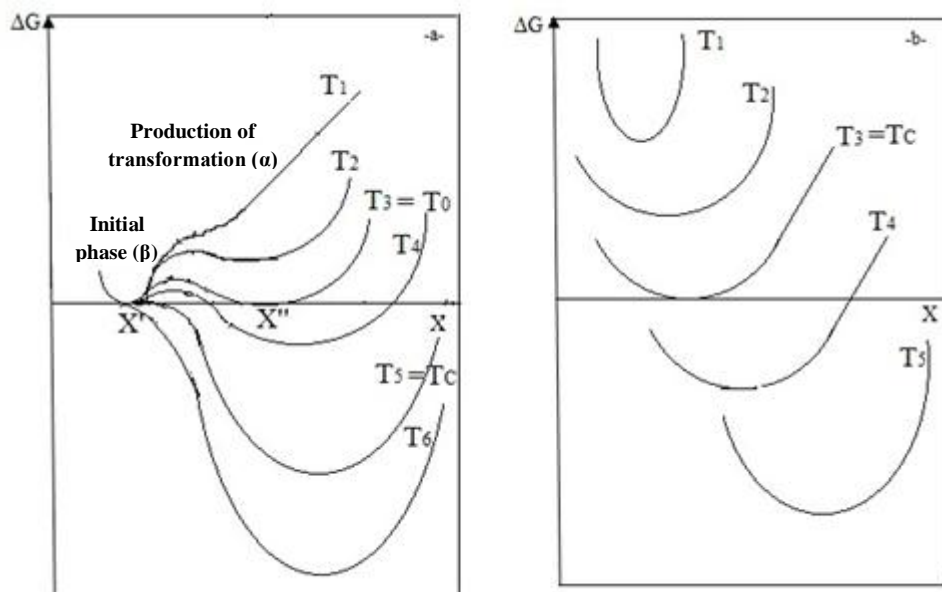 ΔG
-a-
T1
Production of
transformation (α)
T2
Initial
phase (β)
T3 = T0
T4
X'
X''
X
T5 = TC
T6
ΔG
-b-
T1
T2
T3 = TC
T4
X
T5